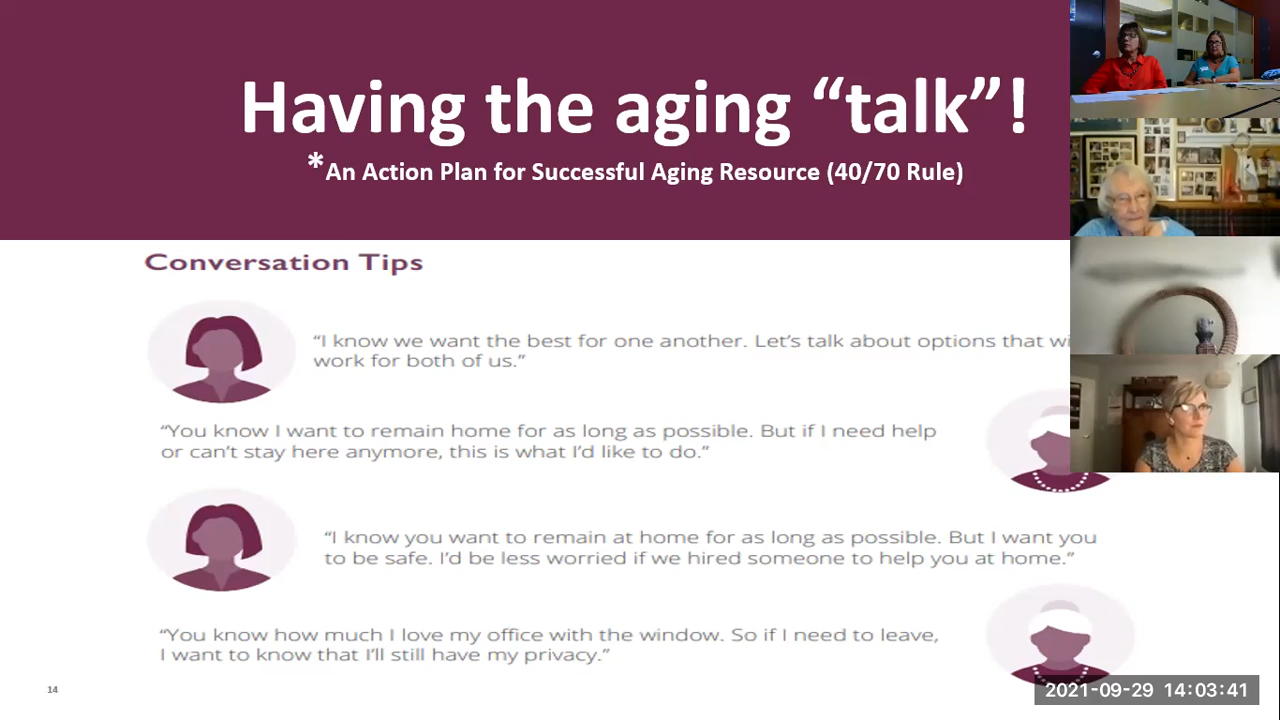 Having the aging “talk”!
*An Action Plan for Successful Aging Resource (40/70 Rule)
Conversation Tips
“I know we want the best for one another. Let’s talk about options that
work for both of us.”
“You know I want to remain home for as long as possible. But if I need help
or can’t stay here anymore, this is what I’d like to do.”
“I know you want to remain at home for as long as possible. But I want you
to be safe. I’d be less worried if we hired someone to help you at home.”
“You know how much I love my office with the window. So if I need to leave,
I want to know that I’ll still have my privacy.”
14
2021-09-29 14:03:41